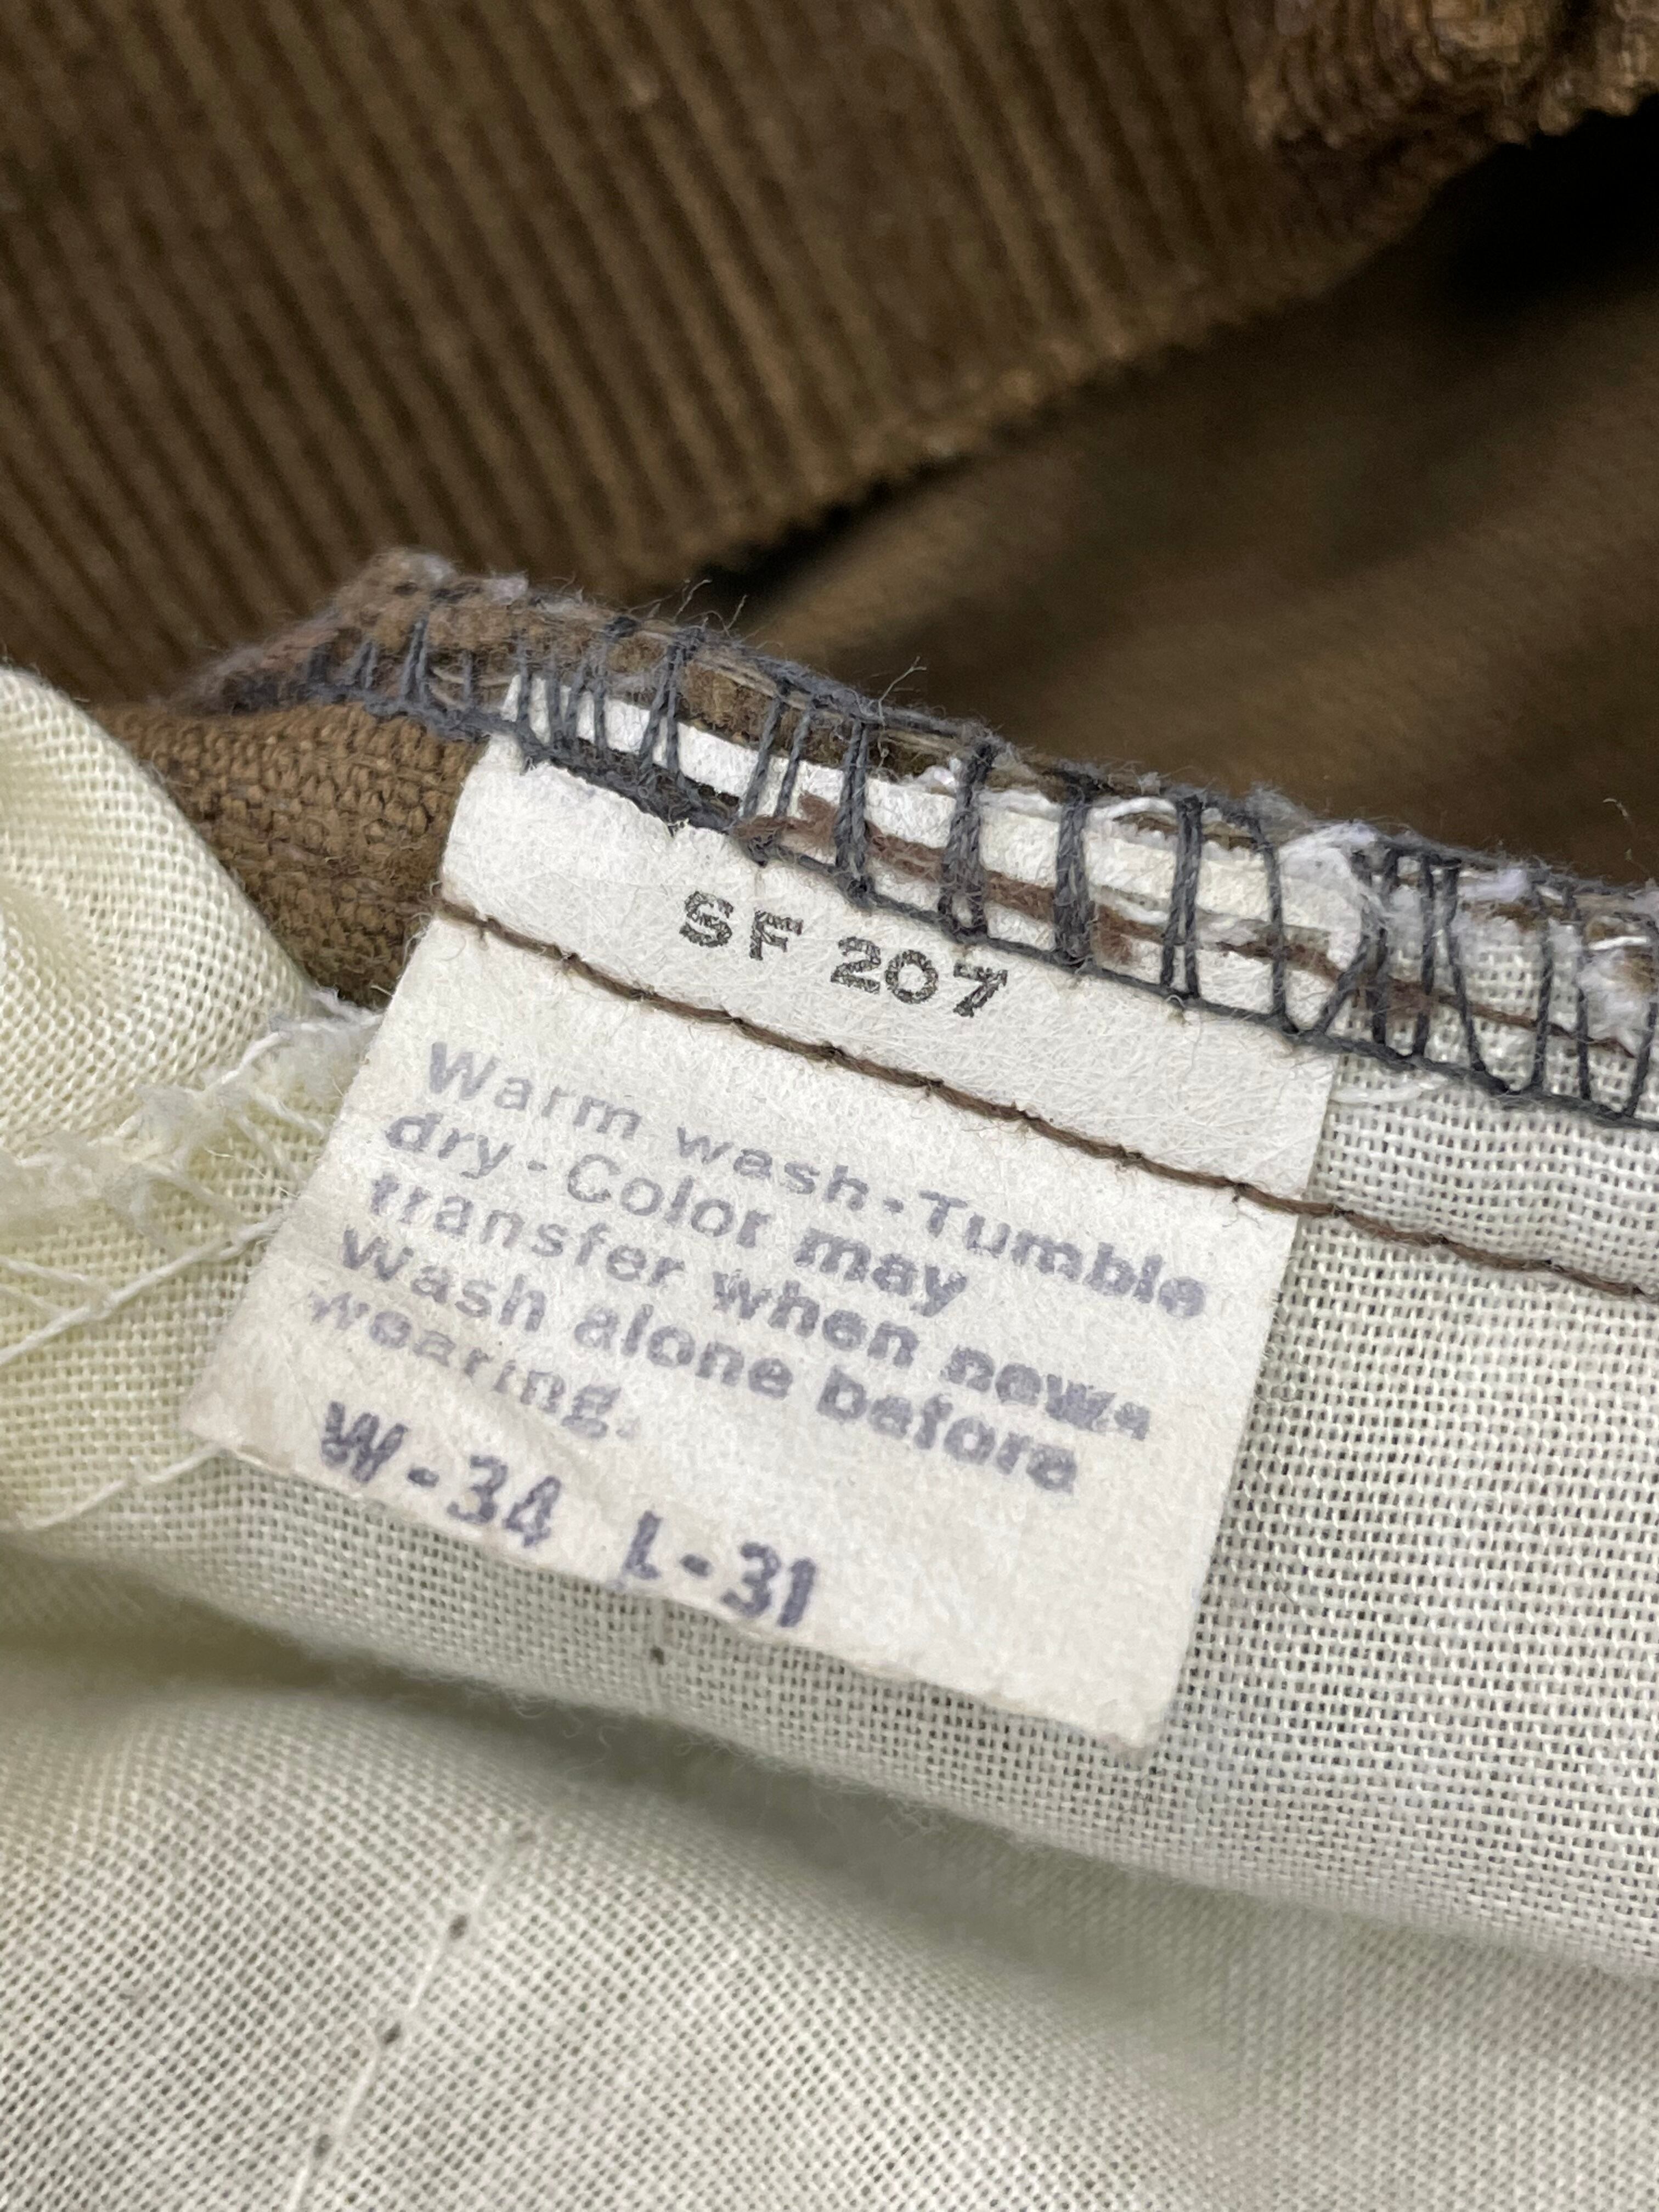 SF 207
Warm wash-Tumble
dry-Color may
transfer when new-
Wash alone before
wearing.
W-34 L-31